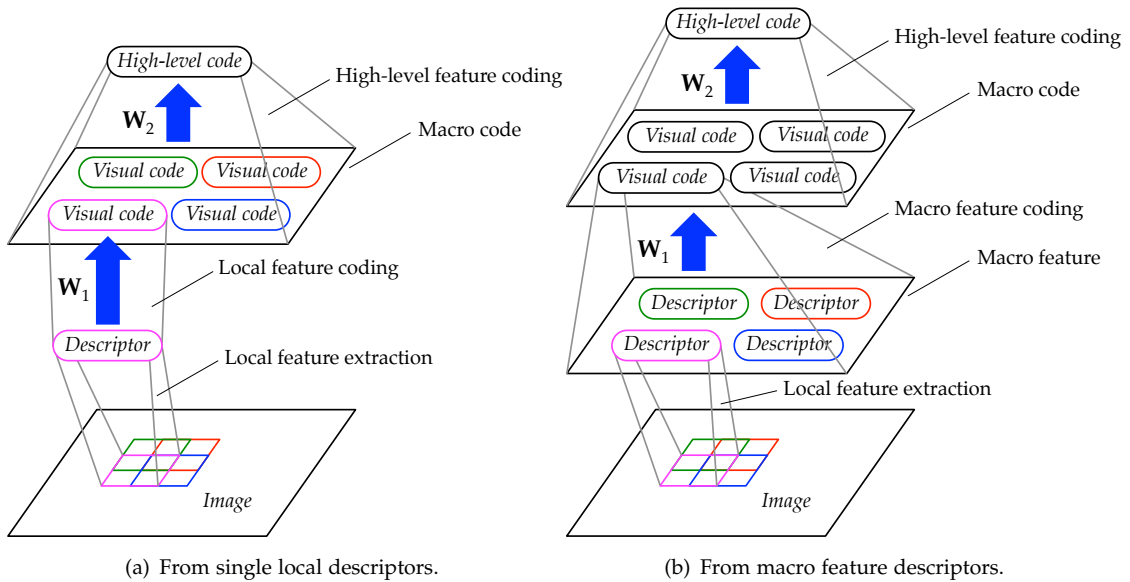 High-level code
High-level feature coding
W2
Macro code
Visual code
Visual code
Visual code
Visual code
Local feature coding
W1
Descriptor
Local feature extraction
Image
(a) From single local descriptors.
High-level code
High-level feature coding
W2
Macro code
Visual code
Visual code
Visual code
Visual code
Macro feature coding
W1
Macro feature
Descriptor
Descriptor
Descriptor
Descriptor
Local feature extraction
Image
(b) From macro feature descriptors.